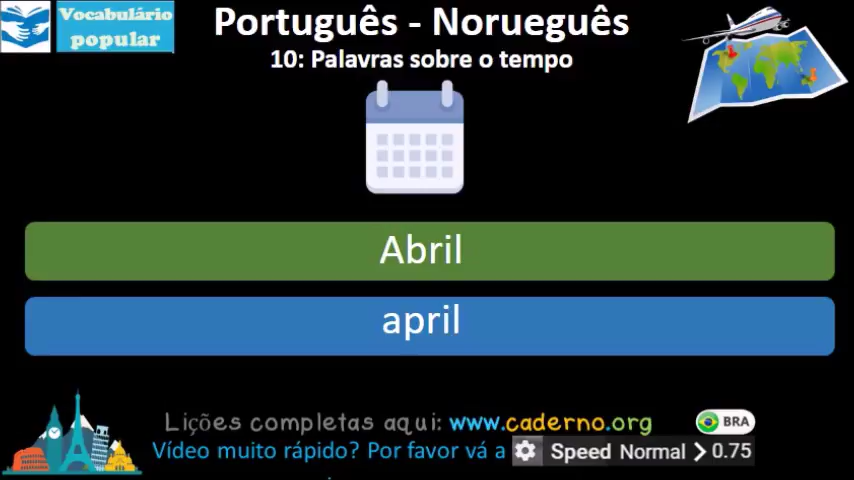 Vocabulário
popular
Português - Norueguês
10: Palavras sobre o tempo
Abril
april
Lições completas aqui: www.caderno.org
BRA
Vídeo muito rápido? Por favor vá a Speed Normal > 0.75